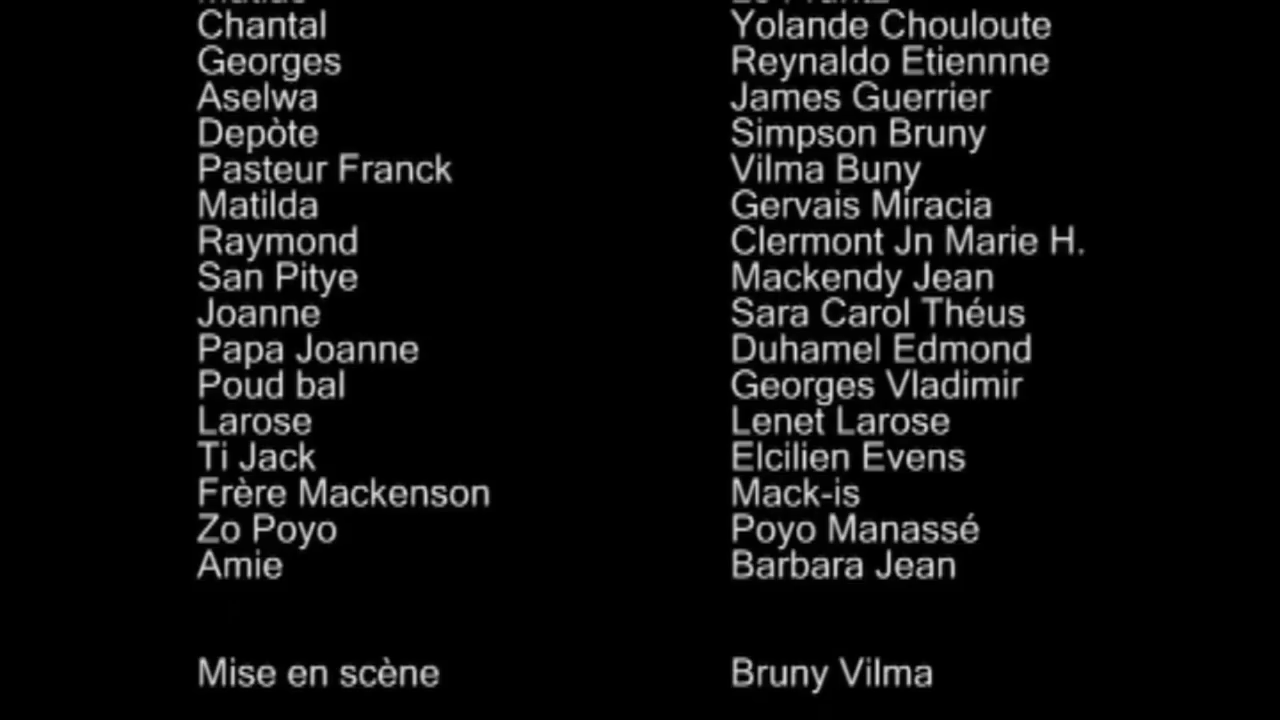 Chantal Yolande Chouloute
Georges Reynaldo Etiennne
Aselwa James Guerrier
Depòte Simpson Bruny
Pasteur Franck Vilma Buny
Matilda Gervais Miracia
Raymond Clermont Jn Marie H.
San Pitye Mackendy Jean
Joanne Sara Carol Théus
Papa Joanne Duhamel Edmond
Poud bal Georges Vladimir
Larose Lenet Larose
Ti Jack Elcilien Evens
Frère Mackenson Mack-is
Zo Poyo Poyo Manassé
Amie Barbara Jean
Mise en scène Bruny Vilma